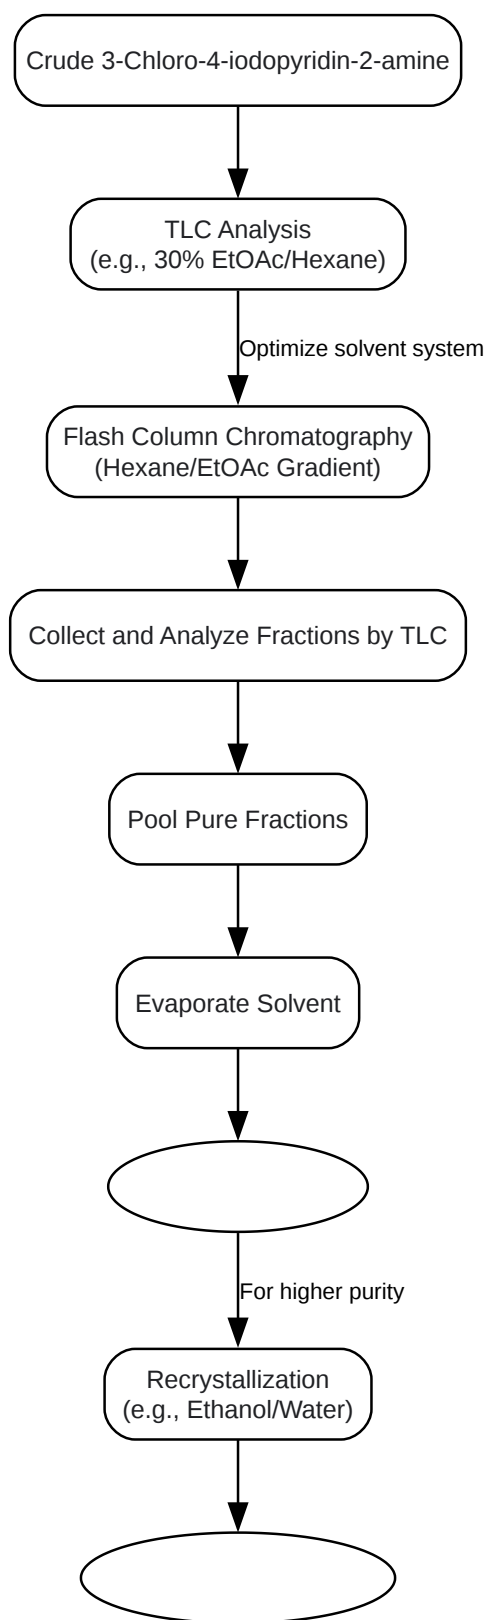 Crude 3-Chloro-4-iodopyridin-2-amine
TLC Analysis
(e.g., 30% EtOAc/Hexane)
Optimize solvent system
Flash Column Chromatography
(Hexane/EtOAc Gradient)
Collect and Analyze Fractions by TLC
Pool Pure Fractions
Evaporate Solvent
For higher purity
Recrystallization
(e.g., Ethanol/Water)